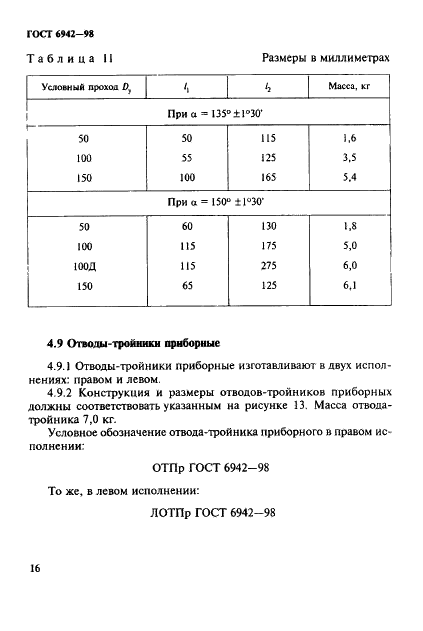 ГОСТ 6942—98
Таблица 11 Размеры в миллиметрах
Условный проход Dу l₁ l₂ Масса, кг
При α = 135° ±1°30′
50 50 115 1,6
100 55 125 3,5
150 100 165 5,4
При α = 150° ±1°30′
50 60 130 1,8
100 115 175 5,0
100Д 115 275 6,0
150 65 125 6,1
4.9 Отводы-тройники приборные
4.9.1 Отводы-тройники приборные изготавливают в двух испол-
нениях: правом и левом.
4.9.2 Конструкция и размеры отводов-тройников приборных
должны соответствовать указанным на рисунке 13. Масса отвода-
тройника 7,0 кг.
Условное обозначение отвода-тройника приборного в правом ис-
полнении:
ОТПр ГОСТ 6942—98
То же, в левом исполнении:
ЛОТПр ГОСТ 6942—98
16